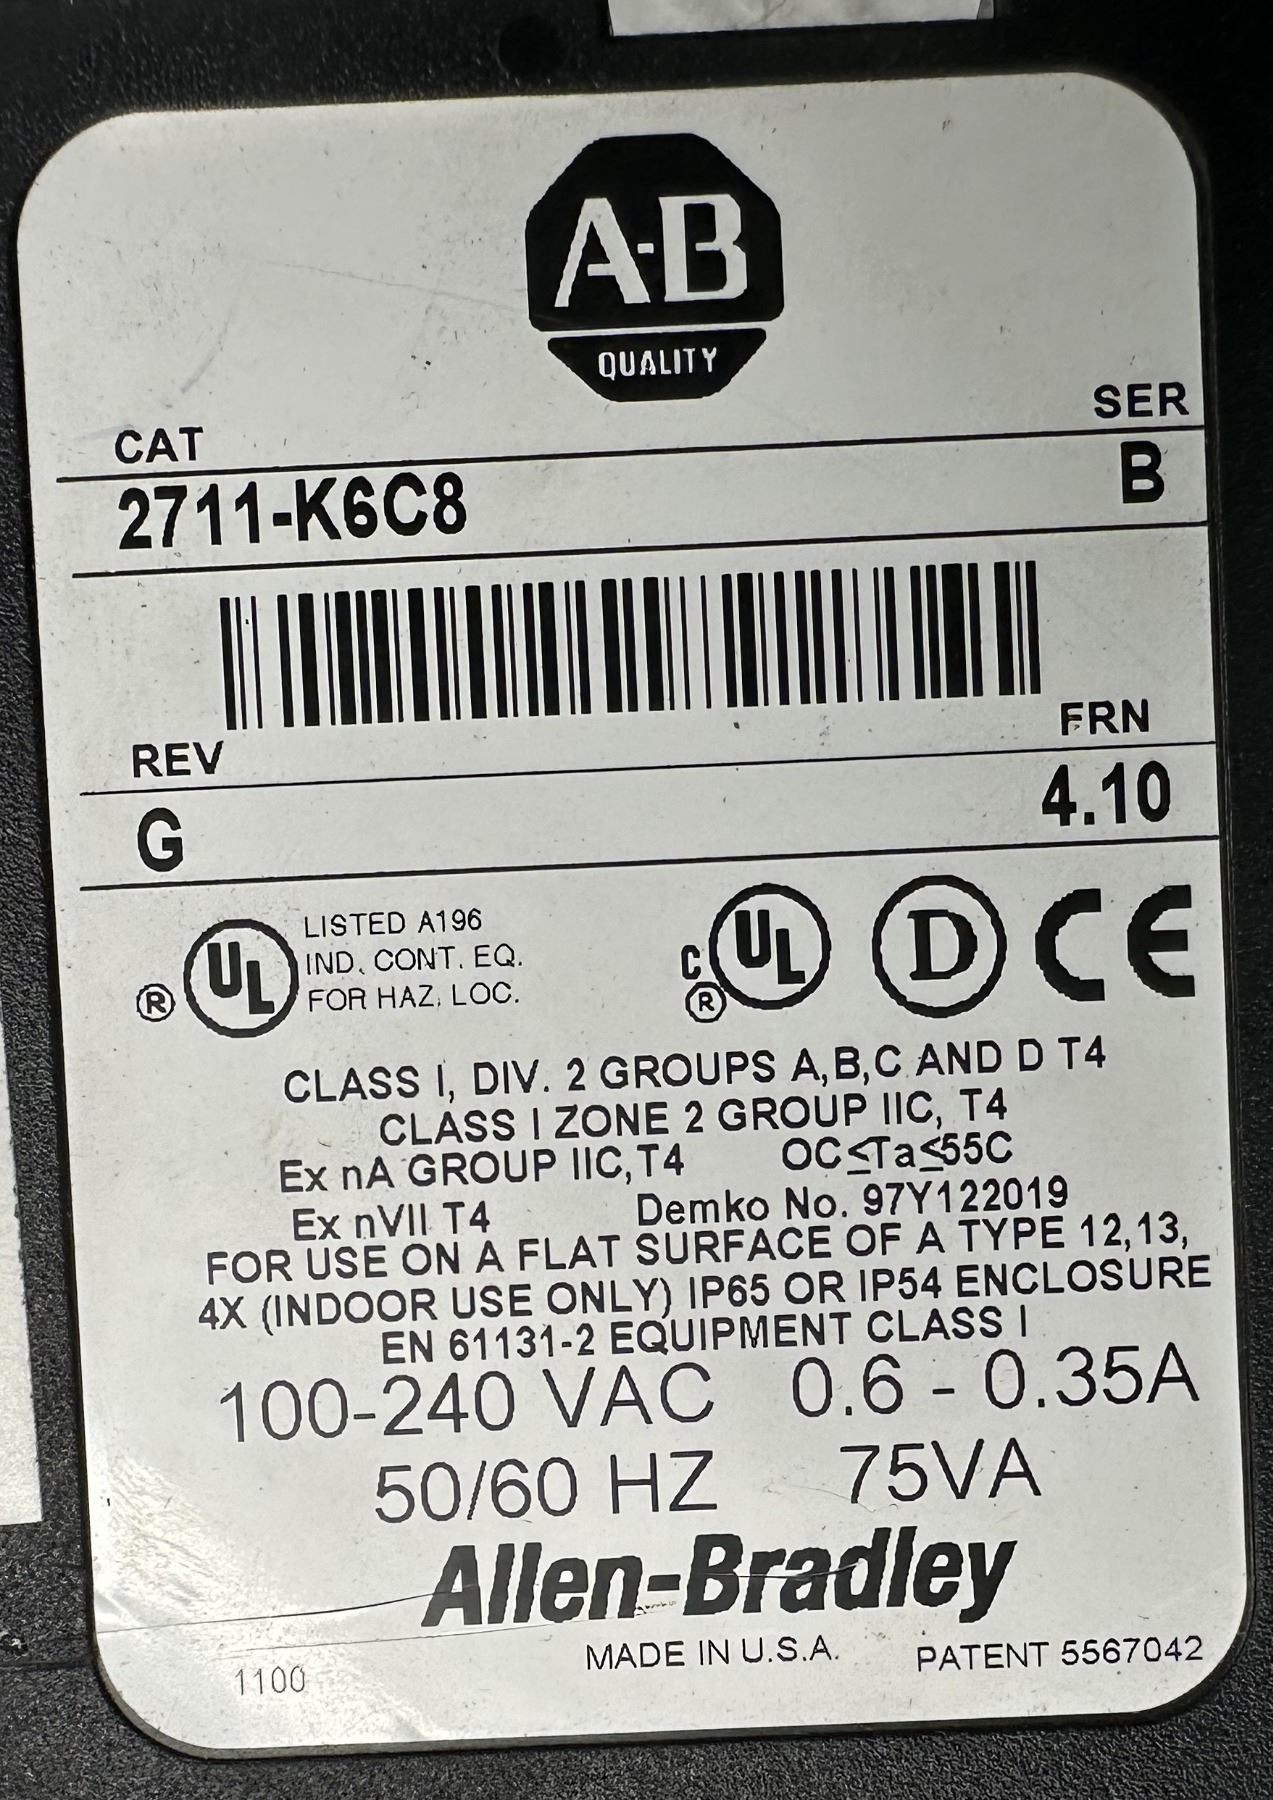 A-B
QUALITY
CAT SER
2711-K6C8 B
REV FRN
G 4.10
® UL LISTED A196
IND. CONT. EQ.
FOR HAZ. LOC.
C UL ® D CE
CLASS I, DIV. 2 GROUPS A,B,C AND D T4
CLASS I ZONE 2 GROUP IIC, T4
Ex nA GROUP IIC,T4 OC≤Ta≤55C
Ex nVII T4 Demko No. 97Y122019
FOR USE ON A FLAT SURFACE OF A TYPE 12,13,
4X (INDOOR USE ONLY) IP65 OR IP54 ENCLOSURE
EN 61131-2 EQUIPMENT CLASS I
100-240 VAC 0.6 - 0.35A
50/60 HZ 75VA
Allen-Bradley
MADE IN U.S.A. PATENT 5567042
1100